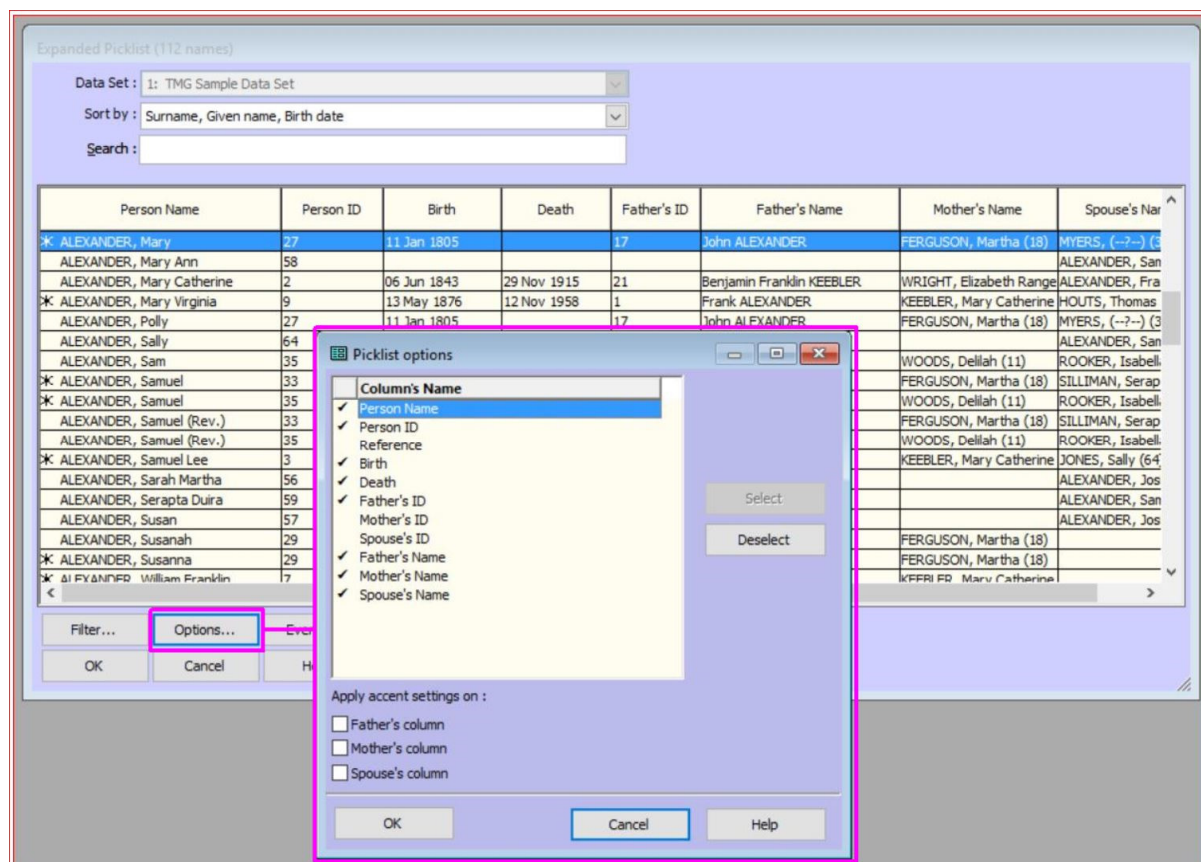 Expanded Picklist (112 names)
Data Set : 1: TMG Sample Data Set
Sort by : Surname, Given name, Birth date
Search :
Person Name Person ID Birth Death Father's ID Father's Name Mother's Name Spouse's Nar
ALEXANDER, Mary 27 11 Jan 1805 17 John ALEXANDER FERGUSON, Martha (18) MYERS, (--?--) (3
ALEXANDER, Mary Ann 58 ALEXANDER, San
ALEXANDER, Mary Catherine 2 06 Jun 1843 29 Nov 1915 21 Benjamin Franklin KEEBLER WRIGHT, Elizabeth Range ALEXANDER, Fra
ALEXANDER, Mary Virginia 9 13 May 1876 12 Nov 1958 1 Frank ALEXANDER KEEBLER, Mary Catherine HOUTS, Thomas
ALEXANDER, Polly 27 11 Jan 1805 17 John ALEXANDER FERGUSON, Martha (18) MYERS, (--?--) (3
ALEXANDER, Sally 64 ALEXANDER, San
ALEXANDER, Sam 35 WOODS, Delilah (11) ROOKER, Isabell
ALEXANDER, Samuel 33 FERGUSON, Martha (18) SILLIMAN, Serap
ALEXANDER, Samuel 35 WOODS, Delilah (11) ROOKER, Isabell
ALEXANDER, Samuel (Rev.) 33 FERGUSON, Martha (18) SILLIMAN, Serap
ALEXANDER, Samuel (Rev.) 35 WOODS, Delilah (11) ROOKER, Isabell
ALEXANDER, Samuel Lee 3 KEEBLER, Mary Catherine JONES, Sally (64)
ALEXANDER, Sarah Martha 56 ALEXANDER, Jos
ALEXANDER, Serapta Duira 59 ALEXANDER, San
ALEXANDER, Susan 57 ALEXANDER, Jos
ALEXANDER, Susanah 29 FERGUSON, Martha (18)
ALEXANDER, Susanna 29 FERGUSON, Martha (18)
ALEXANDER, William Franklin 7 KEEBLER, Mary Catherine
Filter... Options... Ever
OK Cancel H
Picklist options
Column's Name
Person Name
Person ID
Reference
Birth
Death
Father's ID
Mother's ID
Spouse's ID
Father's Name
Mother's Name
Spouse's Name
Select
Deselect
Apply accent settings on :
Father's column
Mother's column
Spouse's column
OK Cancel Help